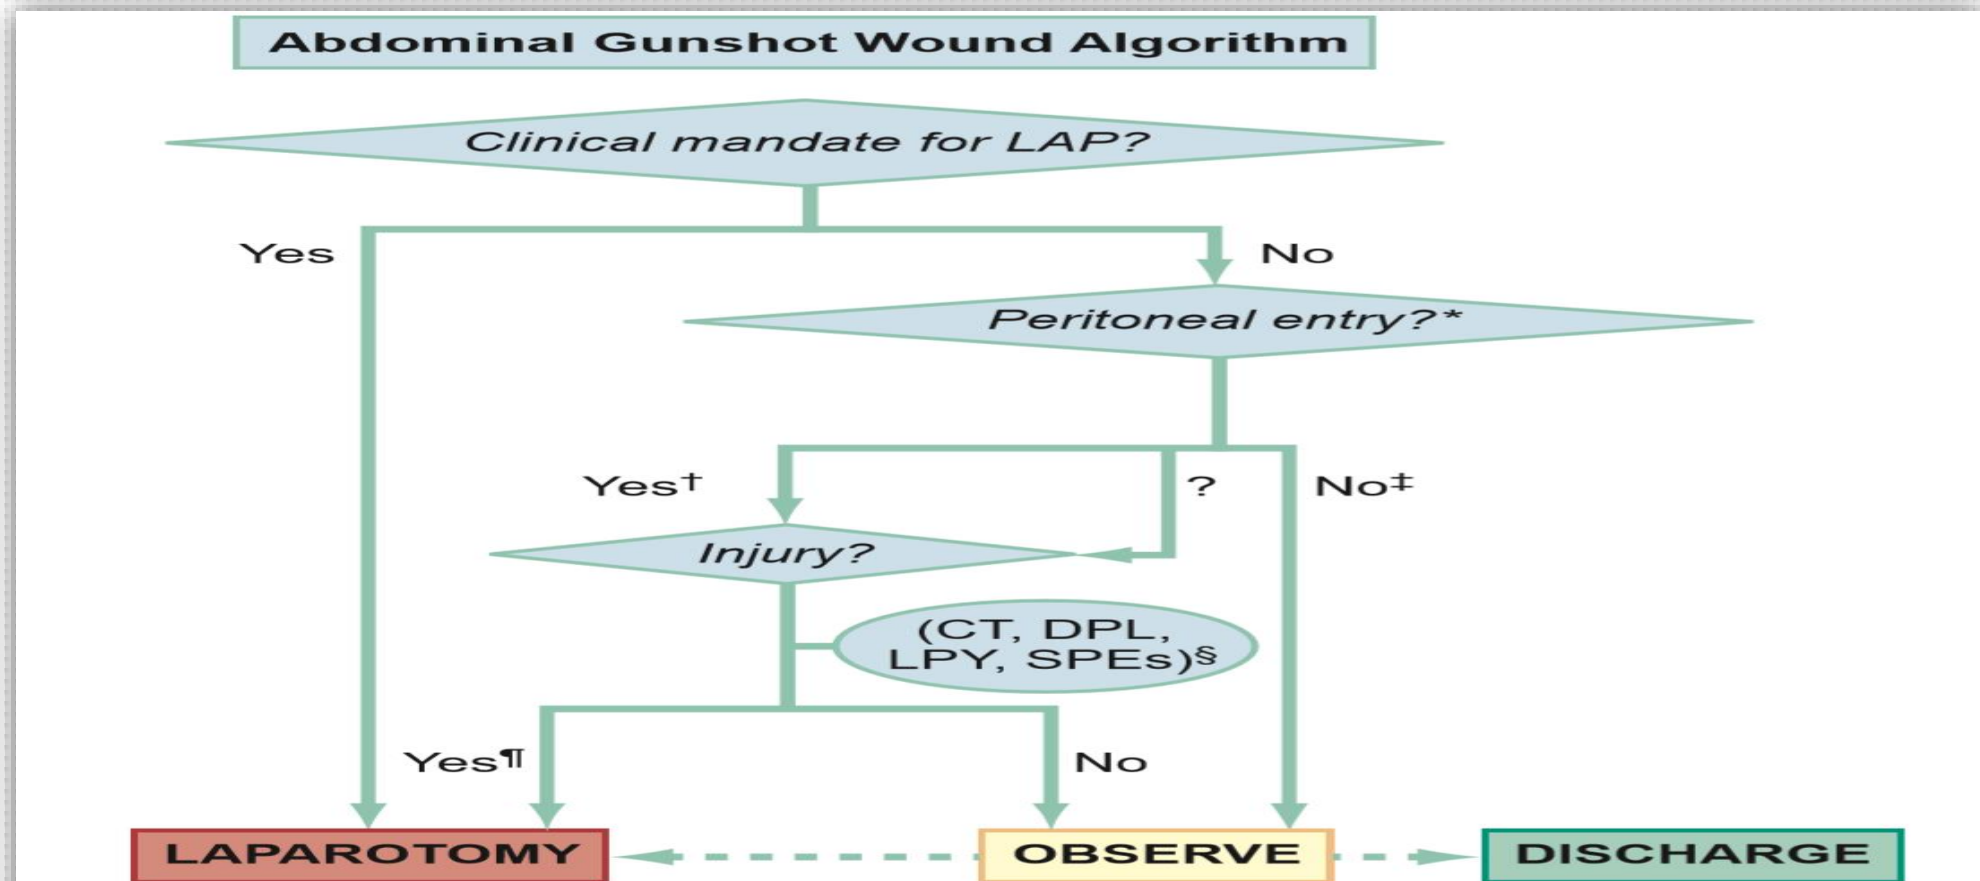 Abdominal Gunshot Wound Algorithm
Clinical mandate for LAP?
Yes
No
Peritoneal entry?*
Yes†
?
No‡
Injury?
(CT, DPL,
LPY, SPEs)§
Yes¶
No
LAPAROTOMY
OBSERVE
DISCHARGE